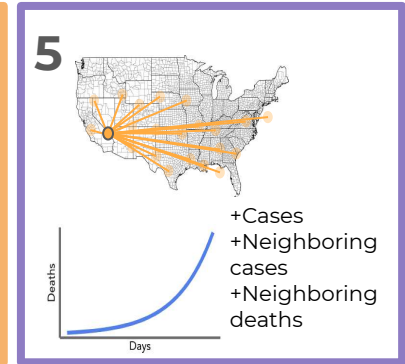 5
+Cases
+Neighboring
cases
+Neighboring
deaths
Deaths
Days